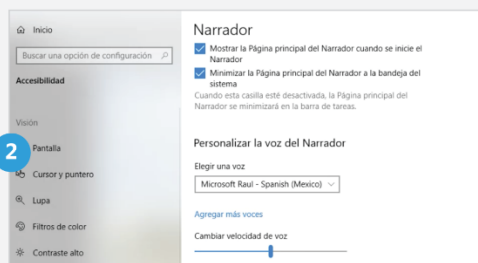 Inicio
Buscar una opción de configuración
Accesibilidad
Visión
2
Pantalla
Cursor y puntero
Lupa
Filtros de color
Contraste alto
Narrador
Mostrar la Página principal del Narrador cuando se inicie el
Narrador
Minimizar la Página principal del Narrador a la bandeja del
sistema
Cuando esta casilla esté desactivada, la Página principal del
Narrador se minimizará en la barra de tareas.
Personalizar la voz del Narrador
Elegir una voz
Microsoft Raul - Spanish (Mexico)
Agregar más voces
Cambiar velocidad de voz